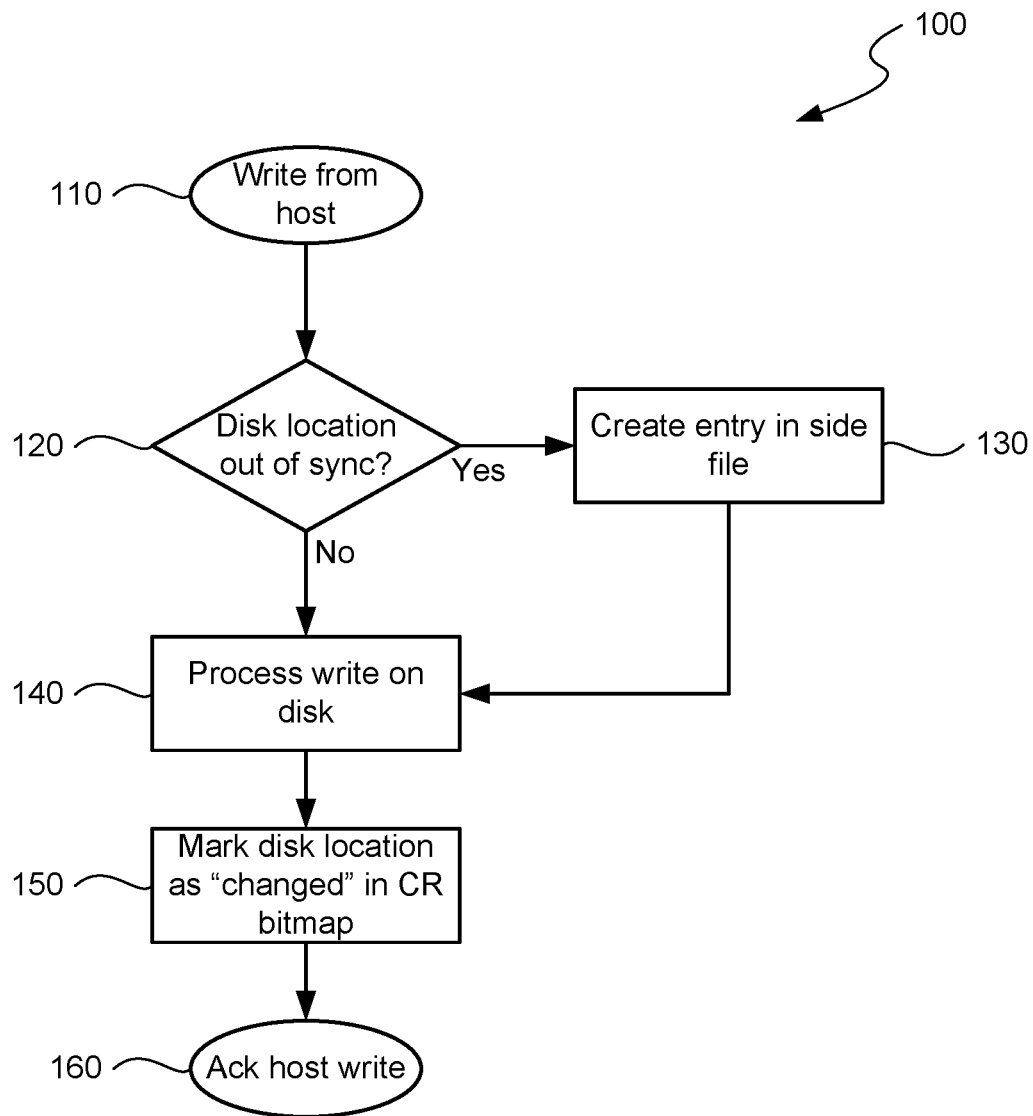 100
110
Write from
host
120
Disk location
out of sync?
Yes
No
Create entry in side
file
130
140
Process write on
disk
150
Mark disk location
as “changed” in CR
bitmap
160
Ack host write